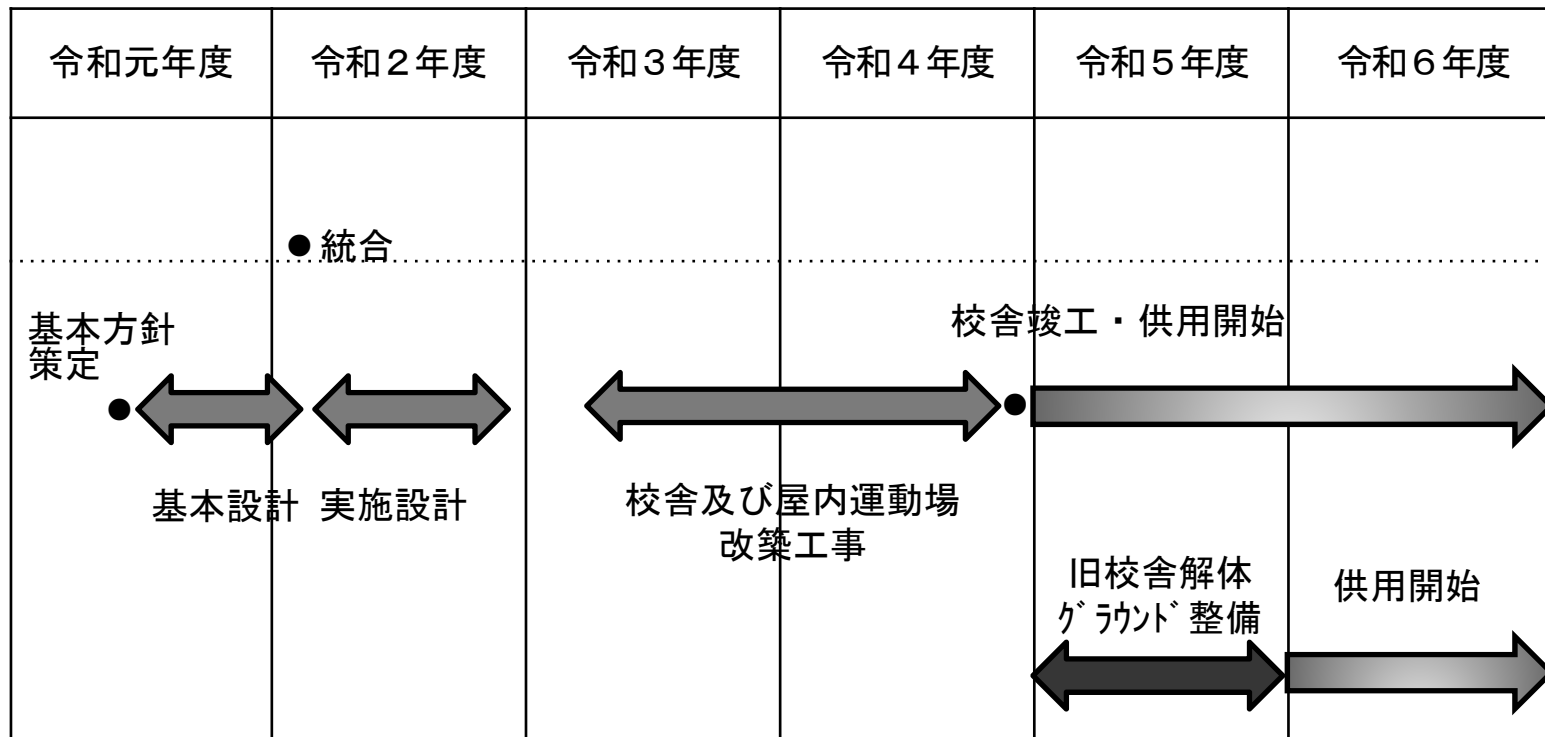 令和元年度
令和２年度
令和３年度
令和４年度
令和５年度
令和６年度
●統合
基本方針
策定
校舎竣工・供用開始
基本設計
実施設計
校舎及び屋内運動場
改築工事
旧校舎解体
ｸﾞﾗｳﾝﾄﾞ整備
供用開始